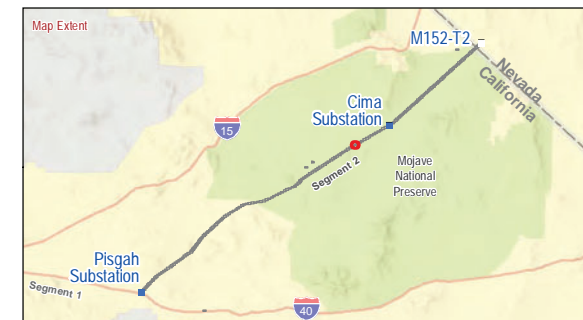 Map Extent
M152-T2
Nevada
California
Cima
Substation
15
Segment 2
Mojave
National
Preserve
Pisgah
Substation
Segment 1
40